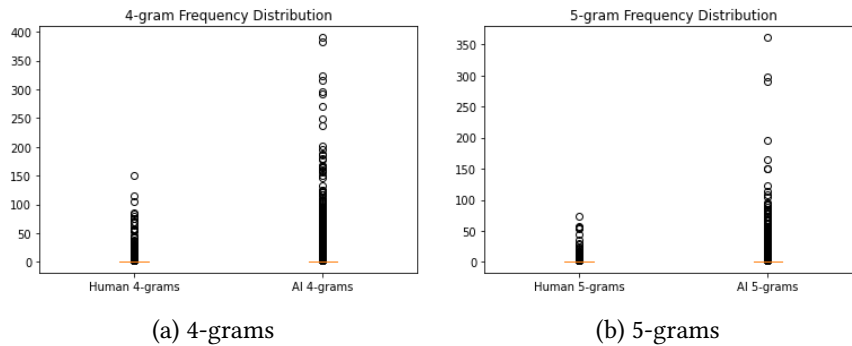 4-gram Frequency Distribution
400
350
300
250
200
150
100
50
0
Human 4-grams AI 4-grams
(a) 4-grams
5-gram Frequency Distribution
350
300
250
200
150
100
50
0
Human 5-grams AI 5-grams
(b) 5-grams